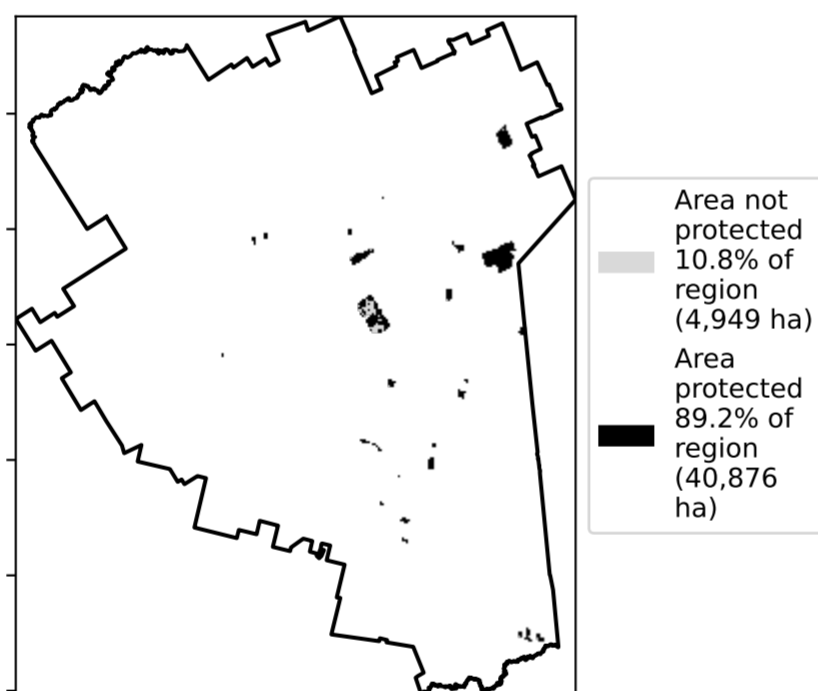 Area not
protected
10.8% of
region
(4,949 ha)
Area
protected
89.2% of
region
(40,876
ha)